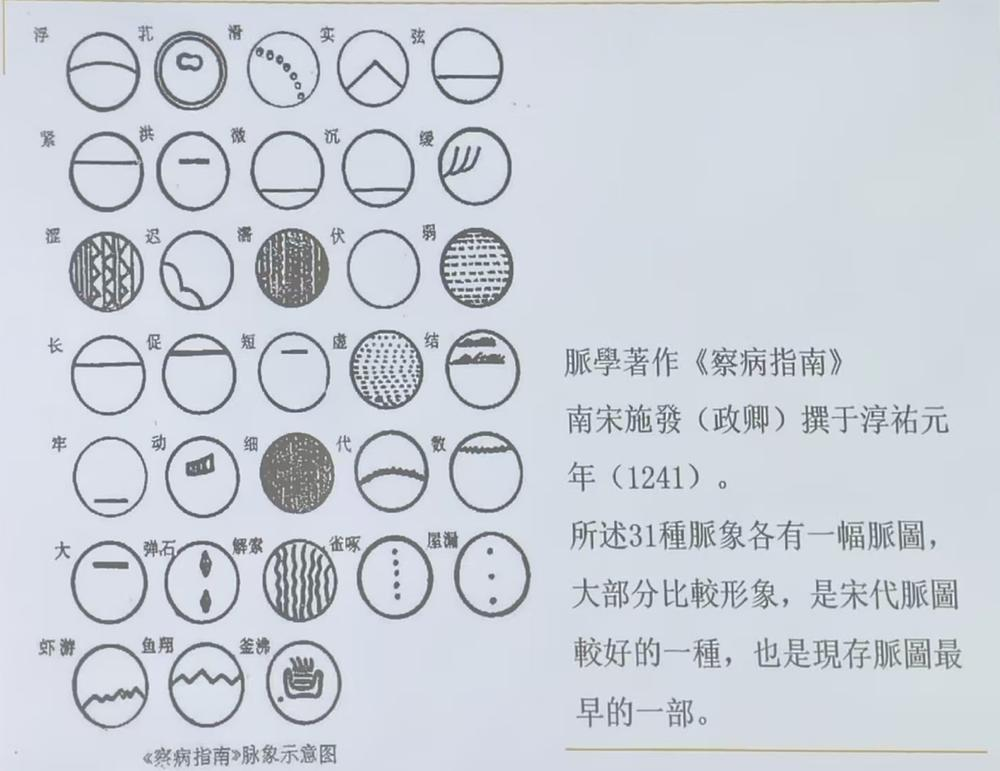 浮 芤 滑 实 弦
紧 洪 微 沉 缓
涩 迟 濡 伏 弱
长 促 短 虚 结
牢 动 细 代 数
大 弹石 解索 雀啄 屋漏
虾游 鱼翔 釜沸
《察病指南》脉象示意图
脈學著作《察病指南》
南宋施發（政卿）撰于淳祐元
年（1241）。
所述31種脈象各有一幅脈圖，
大部分比較形象，是宋代脈圖
較好的一種，也是現存脈圖最
早的一部。